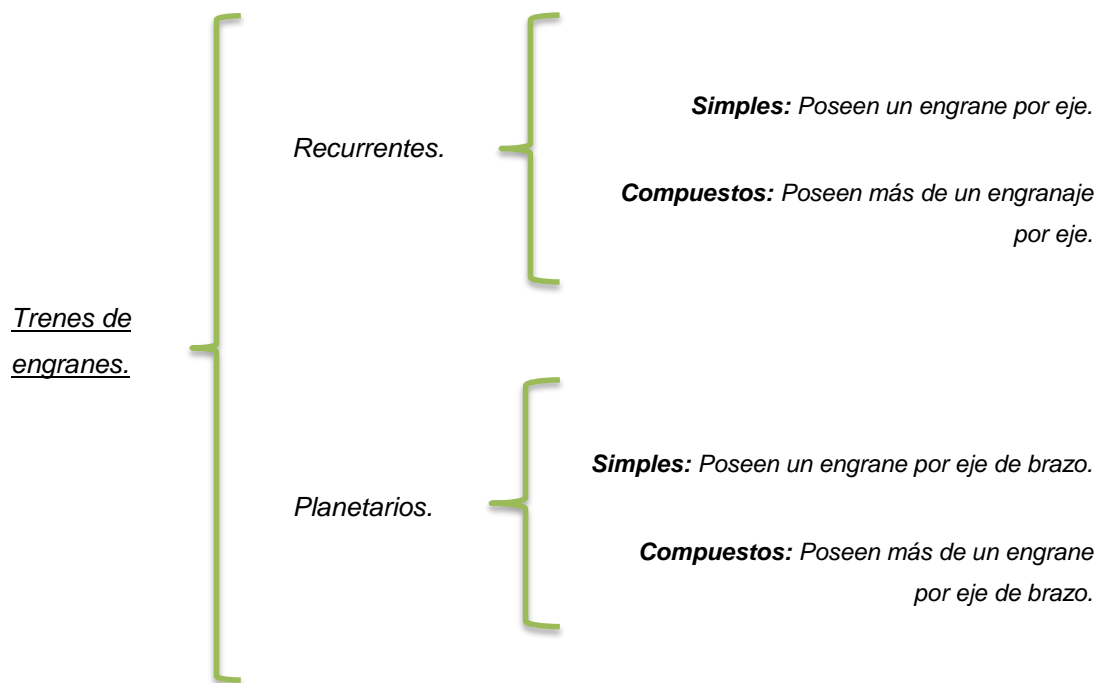 Trenes de
engranes.
Recurrentes.
Simples: Poseen un engrane por eje.
Compuestos: Poseen más de un engranaje
por eje.
Planetarios.
Simples: Poseen un engrane por eje de brazo.
Compuestos: Poseen más de un engrane
por eje de brazo.